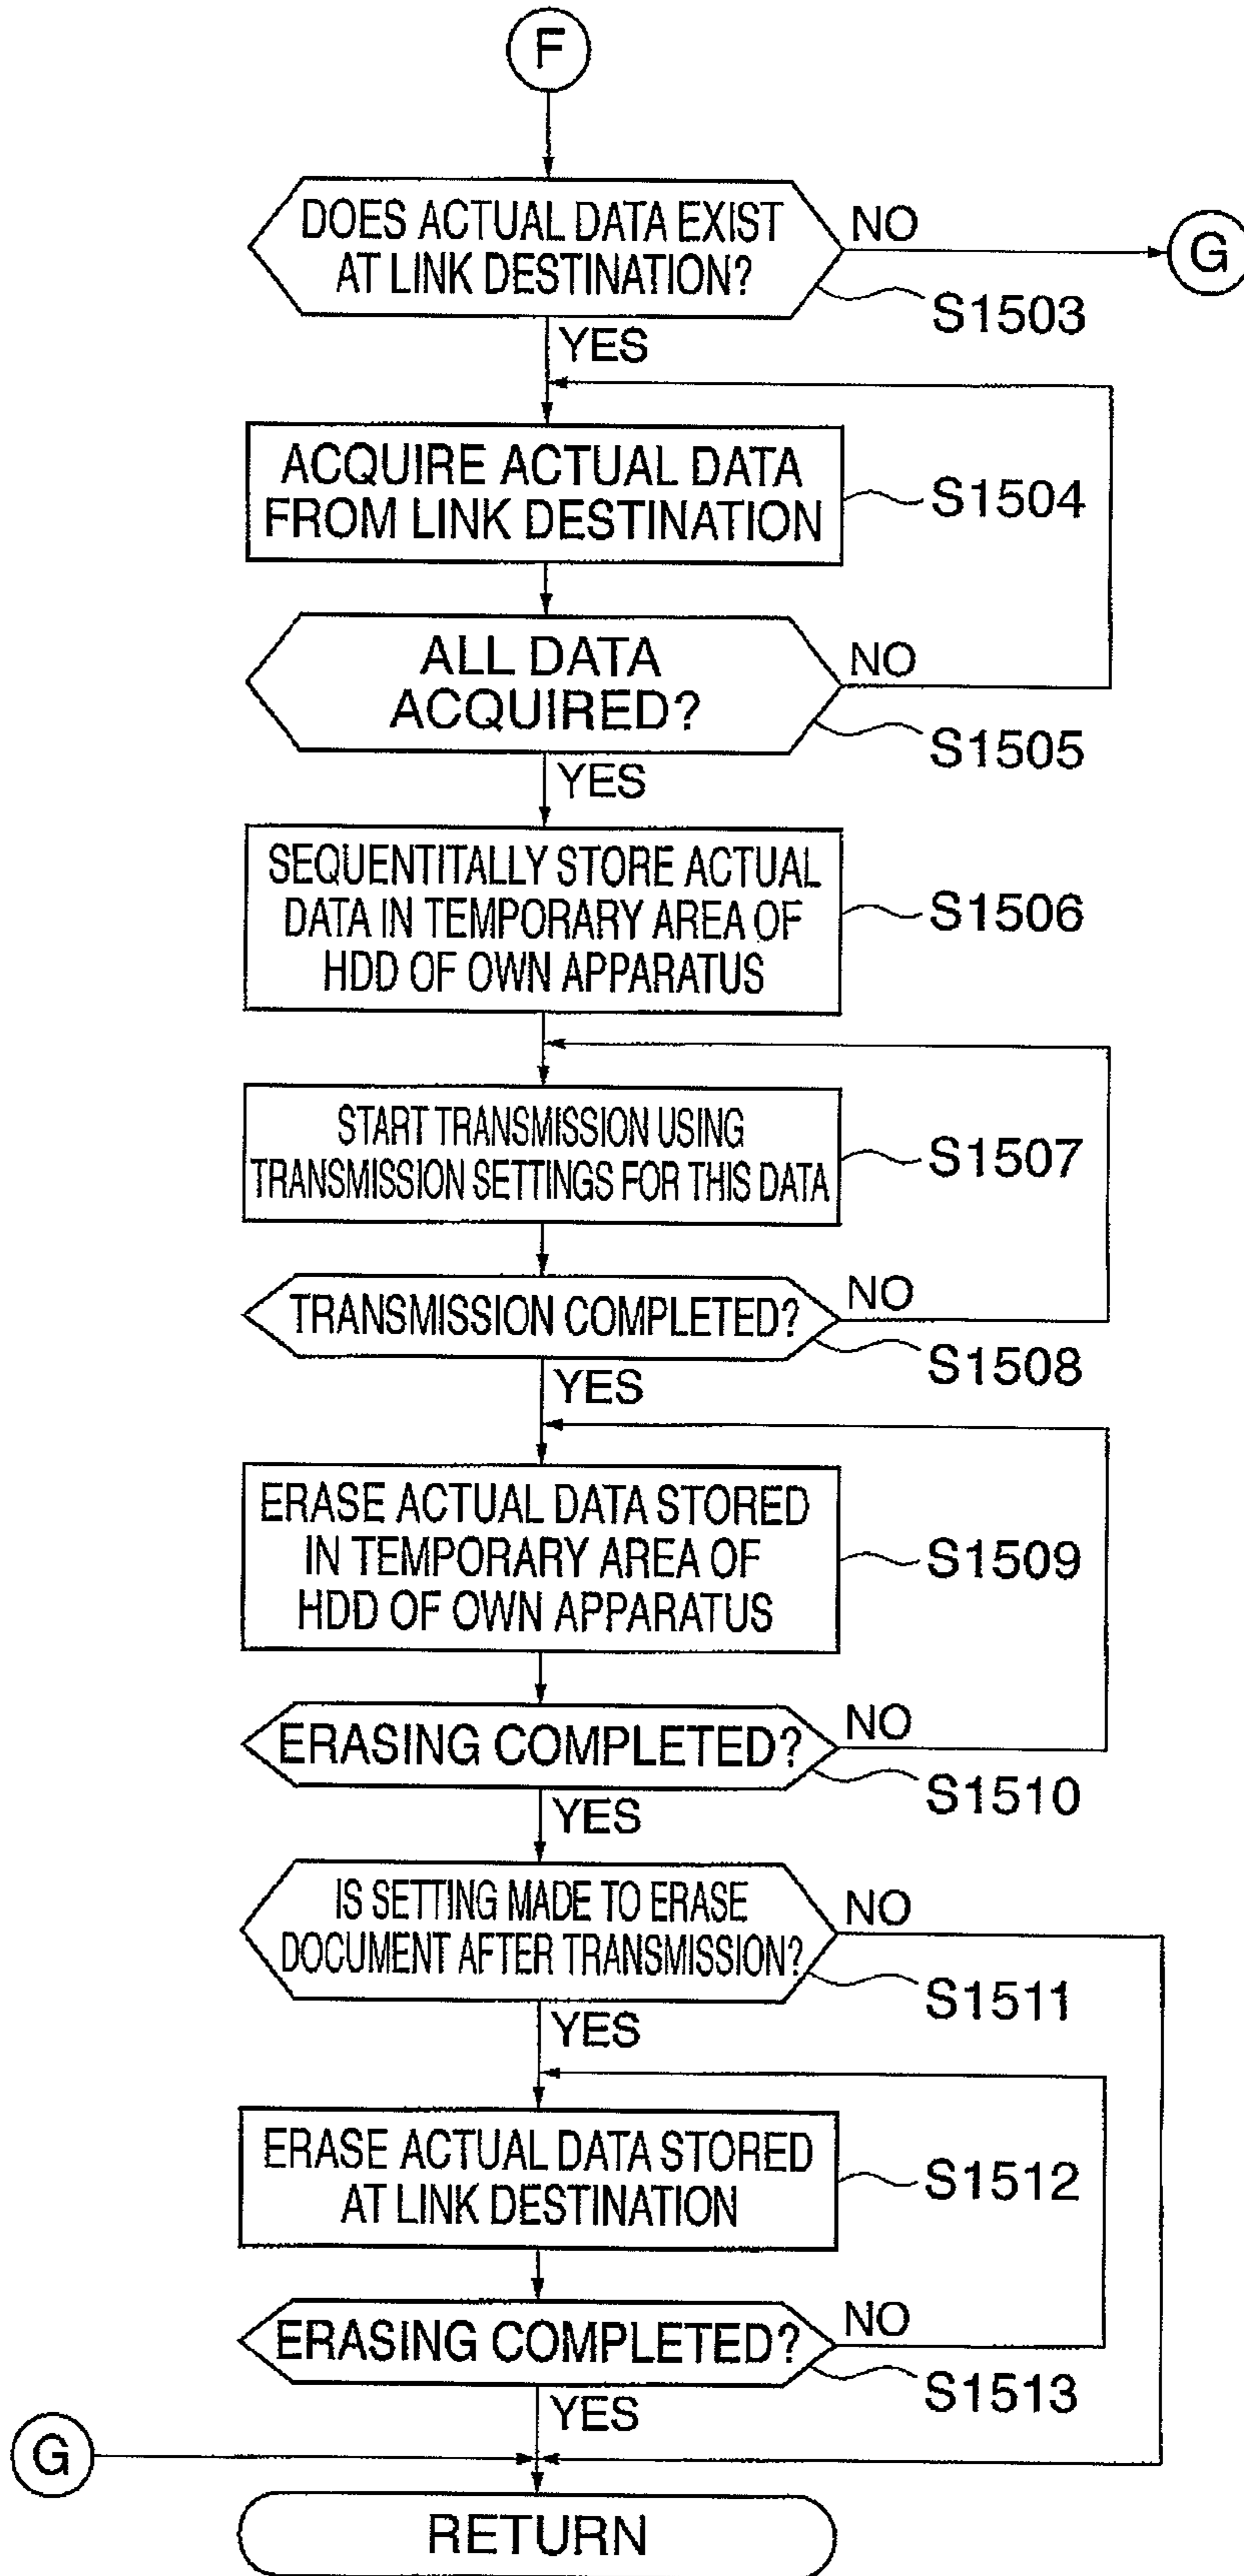 F
DOES ACTUAL DATA EXIST
AT LINK DESTINATION?
NO
G
S1503
YES
ACQUIRE ACTUAL DATA
FROM LINK DESTINATION
S1504
ALL DATA
ACQUIRED?
NO
S1505
YES
SEQUENTITALLY STORE ACTUAL
DATA IN TEMPORARY AREA OF
HDD OF OWN APPARATUS
S1506
START TRANSMISSION USING
TRANSMISSION SETTINGS FOR THIS DATA
S1507
TRANSMISSION COMPLETED?
NO
S1508
YES
ERASE ACTUAL DATA STORED
IN TEMPORARY AREA OF
HDD OF OWN APPARATUS
S1509
ERASING COMPLETED?
NO
S1510
YES
IS SETTING MADE TO ERASE
DOCUMENT AFTER TRANSMISSION?
NO
S1511
YES
ERASE ACTUAL DATA STORED
AT LINK DESTINATION
S1512
ERASING COMPLETED?
NO
S1513
YES
G
RETURN